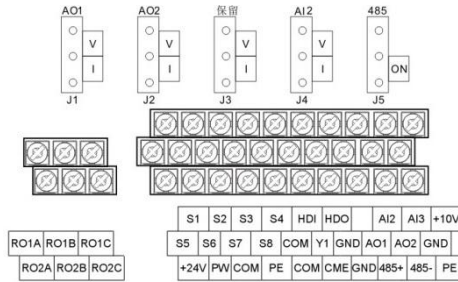 AO1 AO2 保留 AI2 485
V V V V
I I I I ON
J1 J2 J3 J4 J5
S1 S2 S3 S4 HDI HDO AI2 AI3 +10V
RO1A RO1B RO1C S5 S6 S7 S8 COM Y1 GND AO1 AO2 GND
RO2A RO2B RO2C +24V PW COM PE COM CME GND 485+ 485- PE